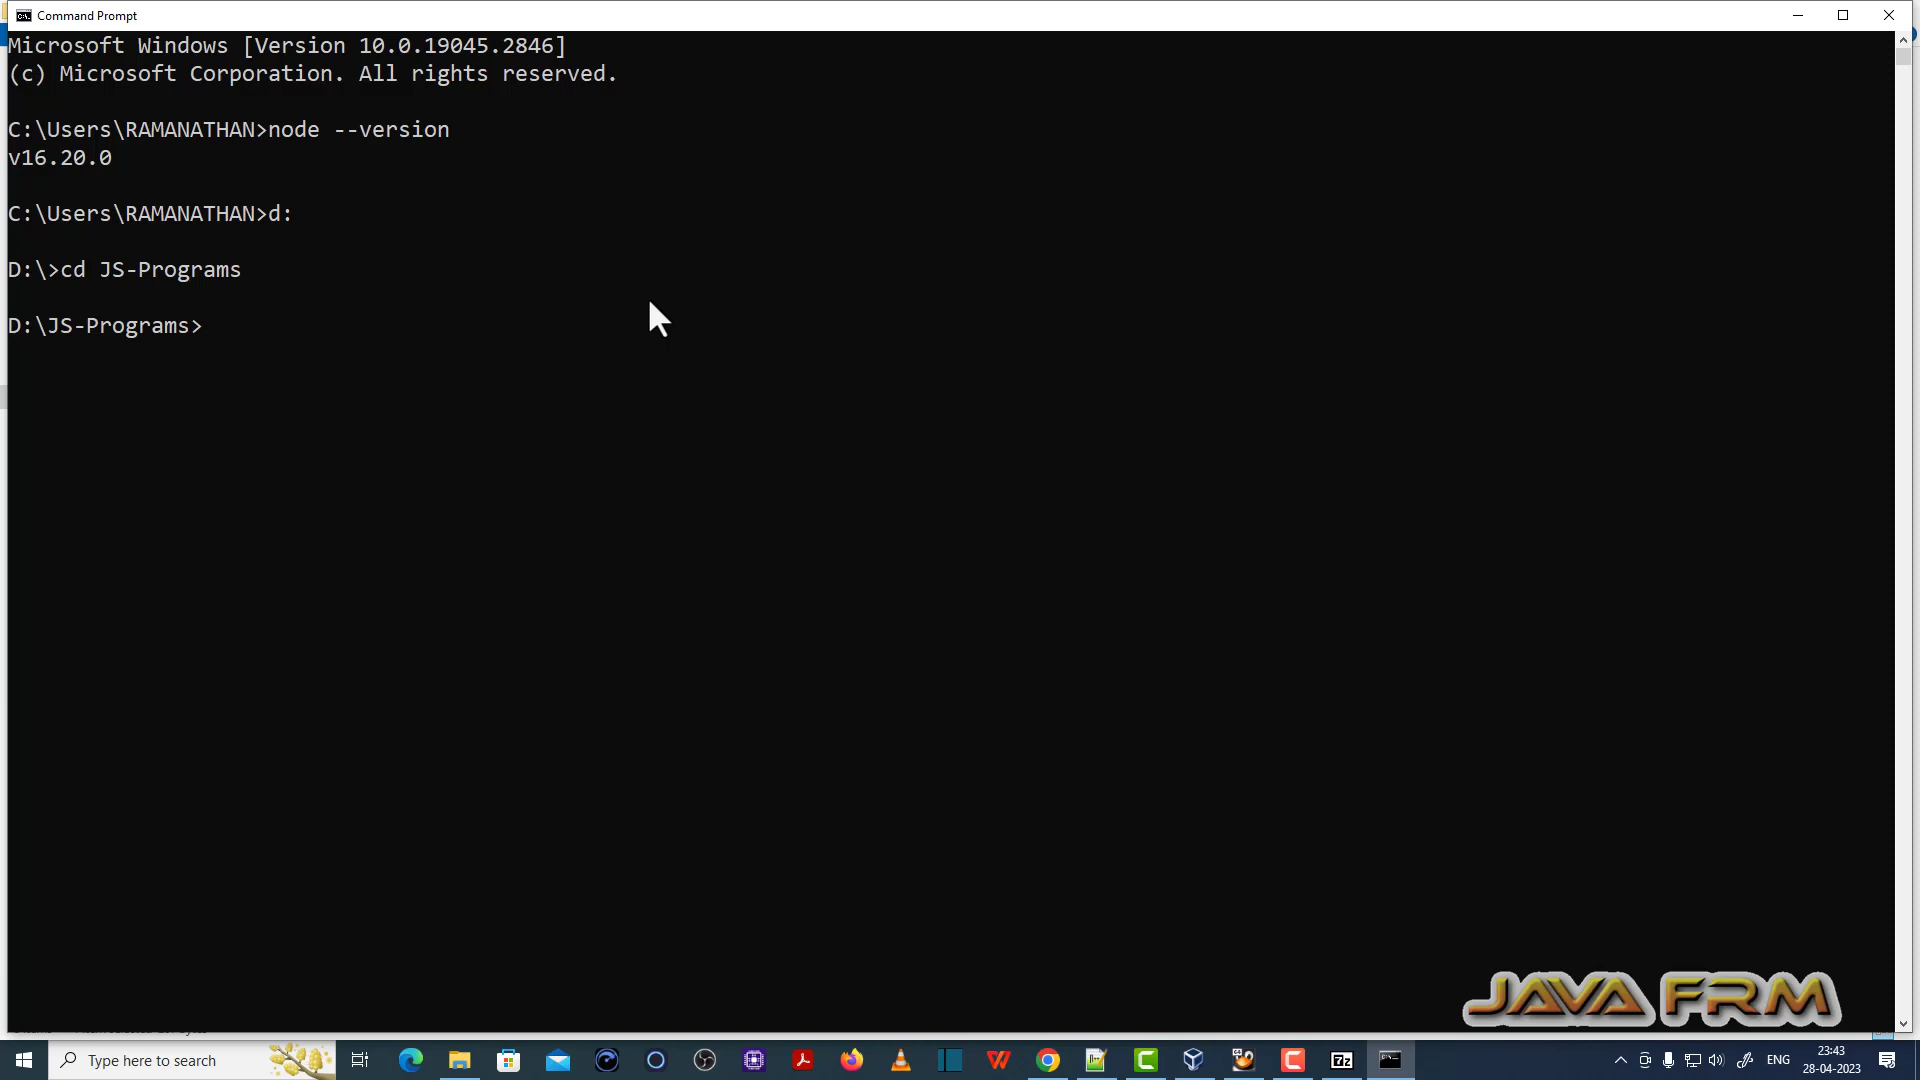 Command Prompt
Microsoft Windows [Version 10.0.19045.2846]
(c) Microsoft Corporation. All rights reserved.
C:\Users\RAMANATHAN>node --version
v16.20.0
C:\Users\RAMANATHAN>d:
D:\>cd JS-Programs
D:\JS-Programs>
JAVA FRM
Type here to search
7z
ENG
23:43
28-04-2023